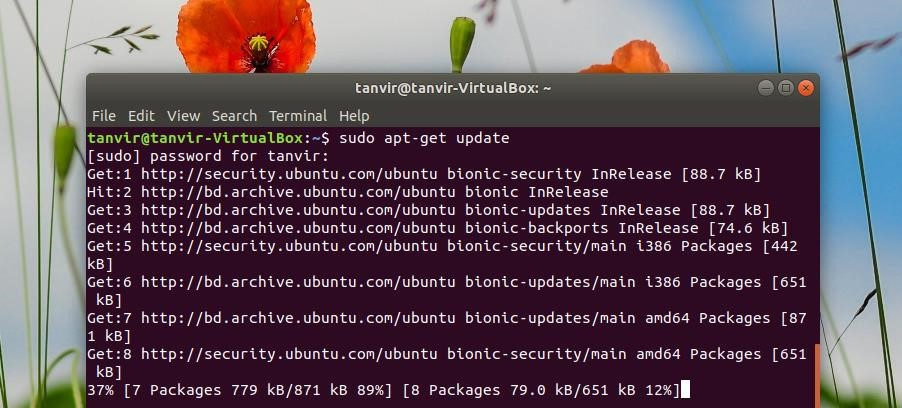 tanvir@tanvir-VirtualBox: ~
File Edit View Search Terminal Help
tanvir@tanvir-VirtualBox:~$ sudo apt-get update
[sudo] password for tanvir:
Get:1 http://security.ubuntu.com/ubuntu bionic-security InRelease [88.7 kB]
Hit:2 http://bd.archive.ubuntu.com/ubuntu bionic InRelease
Get:3 http://bd.archive.ubuntu.com/ubuntu bionic-updates InRelease [88.7 kB]
Get:4 http://bd.archive.ubuntu.com/ubuntu bionic-backports InRelease [74.6 kB]
Get:5 http://security.ubuntu.com/ubuntu bionic-security/main i386 Packages [442
kB]
Get:6 http://bd.archive.ubuntu.com/ubuntu bionic-updates/main i386 Packages [651
 kB]
Get:7 http://bd.archive.ubuntu.com/ubuntu bionic-updates/main amd64 Packages [87
1 kB]
Get:8 http://security.ubuntu.com/ubuntu bionic-security/main amd64 Packages [651
 kB]
37% [7 Packages 779 kB/871 kB 89%] [8 Packages 79.0 kB/651 kB 12%]